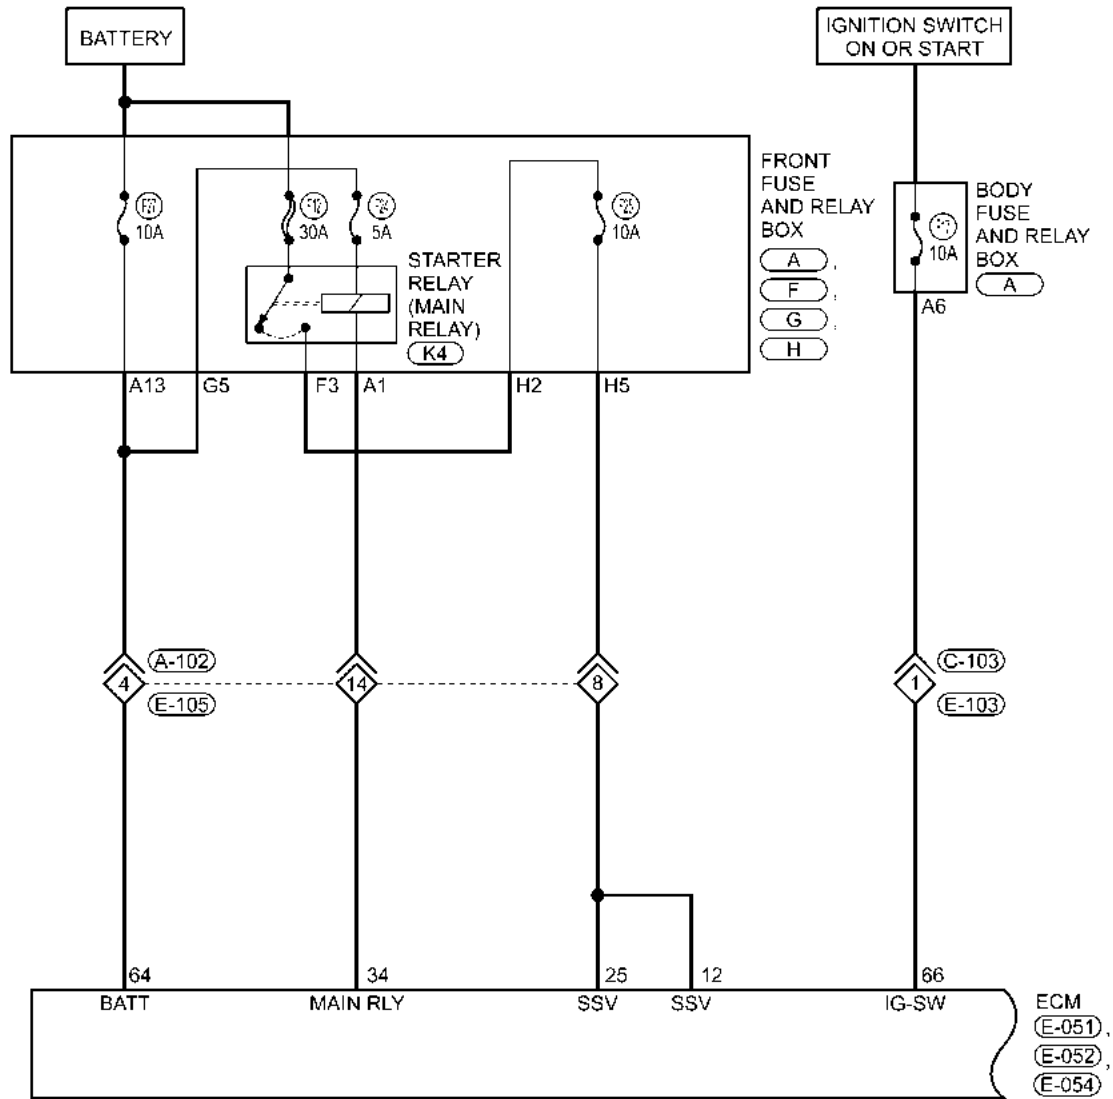 BATTERY
IGNITION SWITCH
ON OR START
FRONT
FUSE
AND RELAY
BOX
A ,
F ,
G ,
H
BODY
FUSE
AND RELAY
BOX
A
10A
30A
5A
10A
10A
STARTER
RELAY
(MAIN
RELAY)
K4
A6
A13
G5
F3
A1
H2
H5
4
A-102
E-105
14
8
1
C-103
E-103
64
34
25
12
66
BATT
MAIN RLY
SSV
SSV
IG-SW
ECM
E-051 ,
E-052 ,
E-054